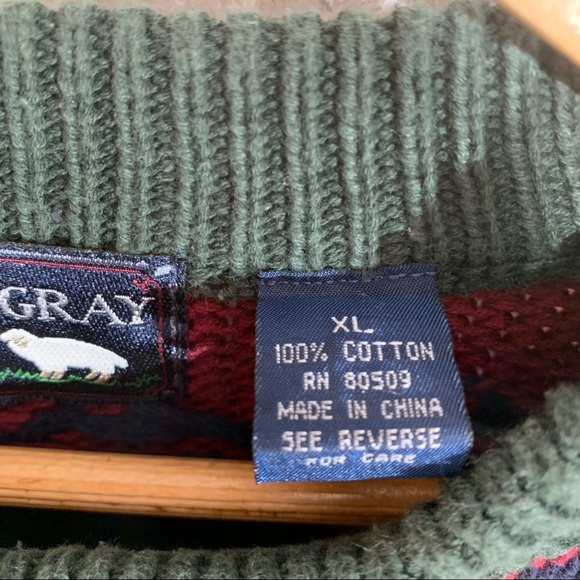 GRAY
XL
100% COTTON
RN 80509
MADE IN CHINA
SEE REVERSE
FOR CARE